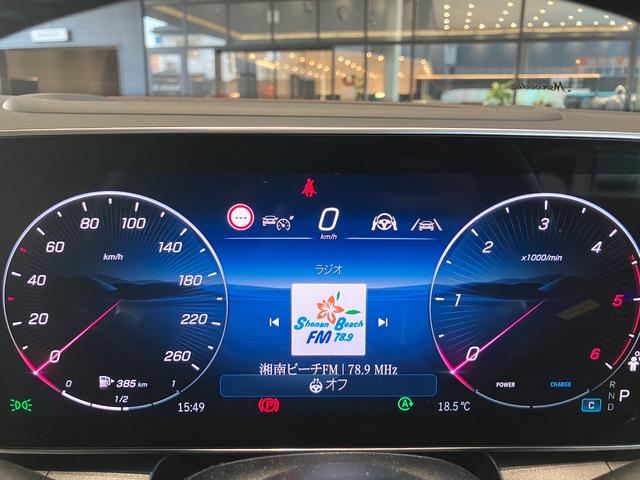 Mercedes
80 100
60 120
40 km/h 140
20 180
0 220
260
0 385 km 1
1/2
15:49
0
km/h
ラジオ
Shonan Beach
FM 78.9
湘南ビーチFM | 78.9 MHz
オフ
P
A
18.5 °C
3
2 4
x1000/min
1 5
0 6
POWER CHARGE
C
R
N
D
P